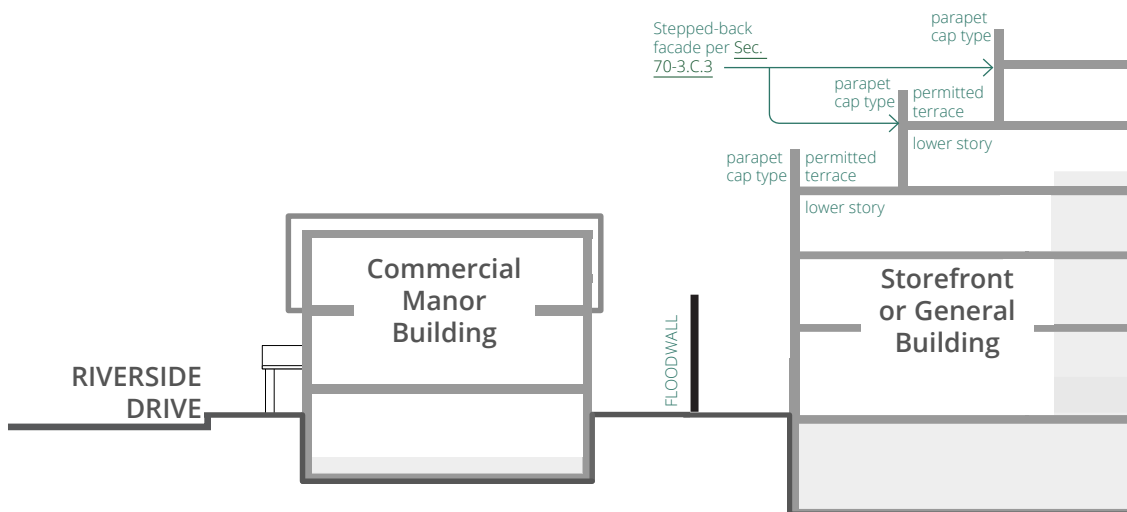 Stepped-back
facade per Sec.
70-3.C.3
parapet
cap type
parapet
cap type
permitted
terrace
lower story
parapet
cap type
permitted
terrace
lower story
Commercial
Manor
Building
Storefront
or General
Building
FLOODWALL
RIVERSIDE
DRIVE